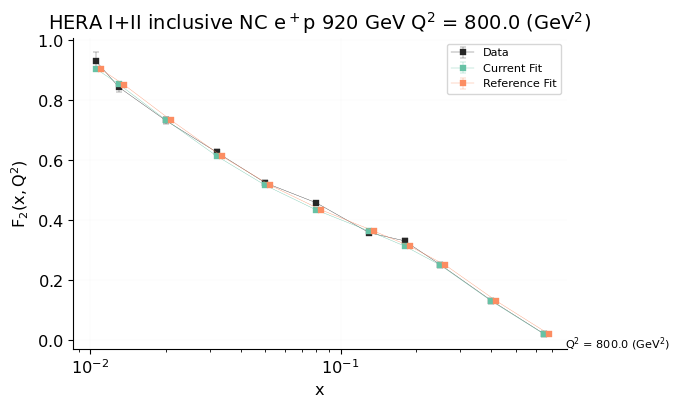 HERA I+II inclusive NC e⁺p 920 GeV Q² = 800.0 (GeV²)
Data
Current Fit
Reference Fit
F₂(x, Q²)
1.0
0.8
0.6
0.4
0.2
0.0
Q² = 800.0 (GeV²)
10⁻² 10⁻¹
x